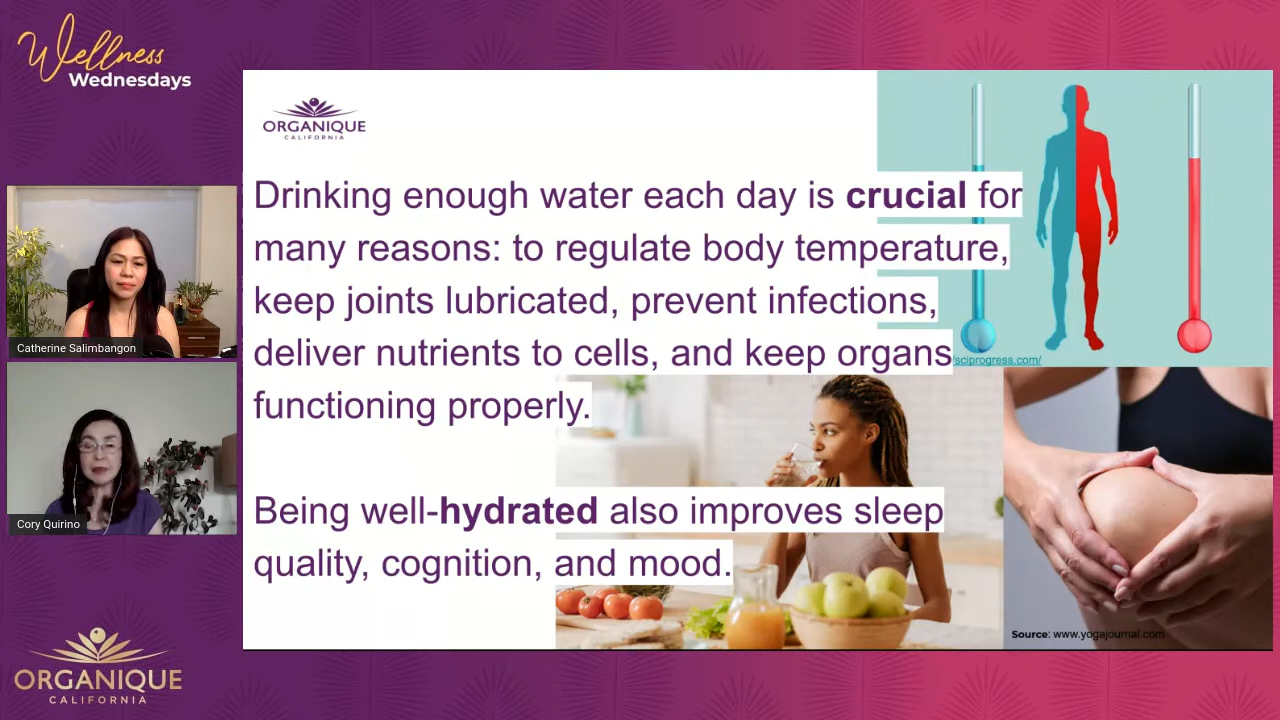 Wellness
Wednesdays
ORGANIQUE
CALIFORNIA
Drinking enough water each day is crucial for
many reasons: to regulate body temperature,
keep joints lubricated, prevent infections,
deliver nutrients to cells, and keep organs
functioning properly.
/sciprogress.com/
Being well-hydrated also improves sleep
quality, cognition, and mood.
Source: www.yogajournal.com
Catherine Salimbangon
Cory Quirino
ORGANIQUE
CALIFORNIA